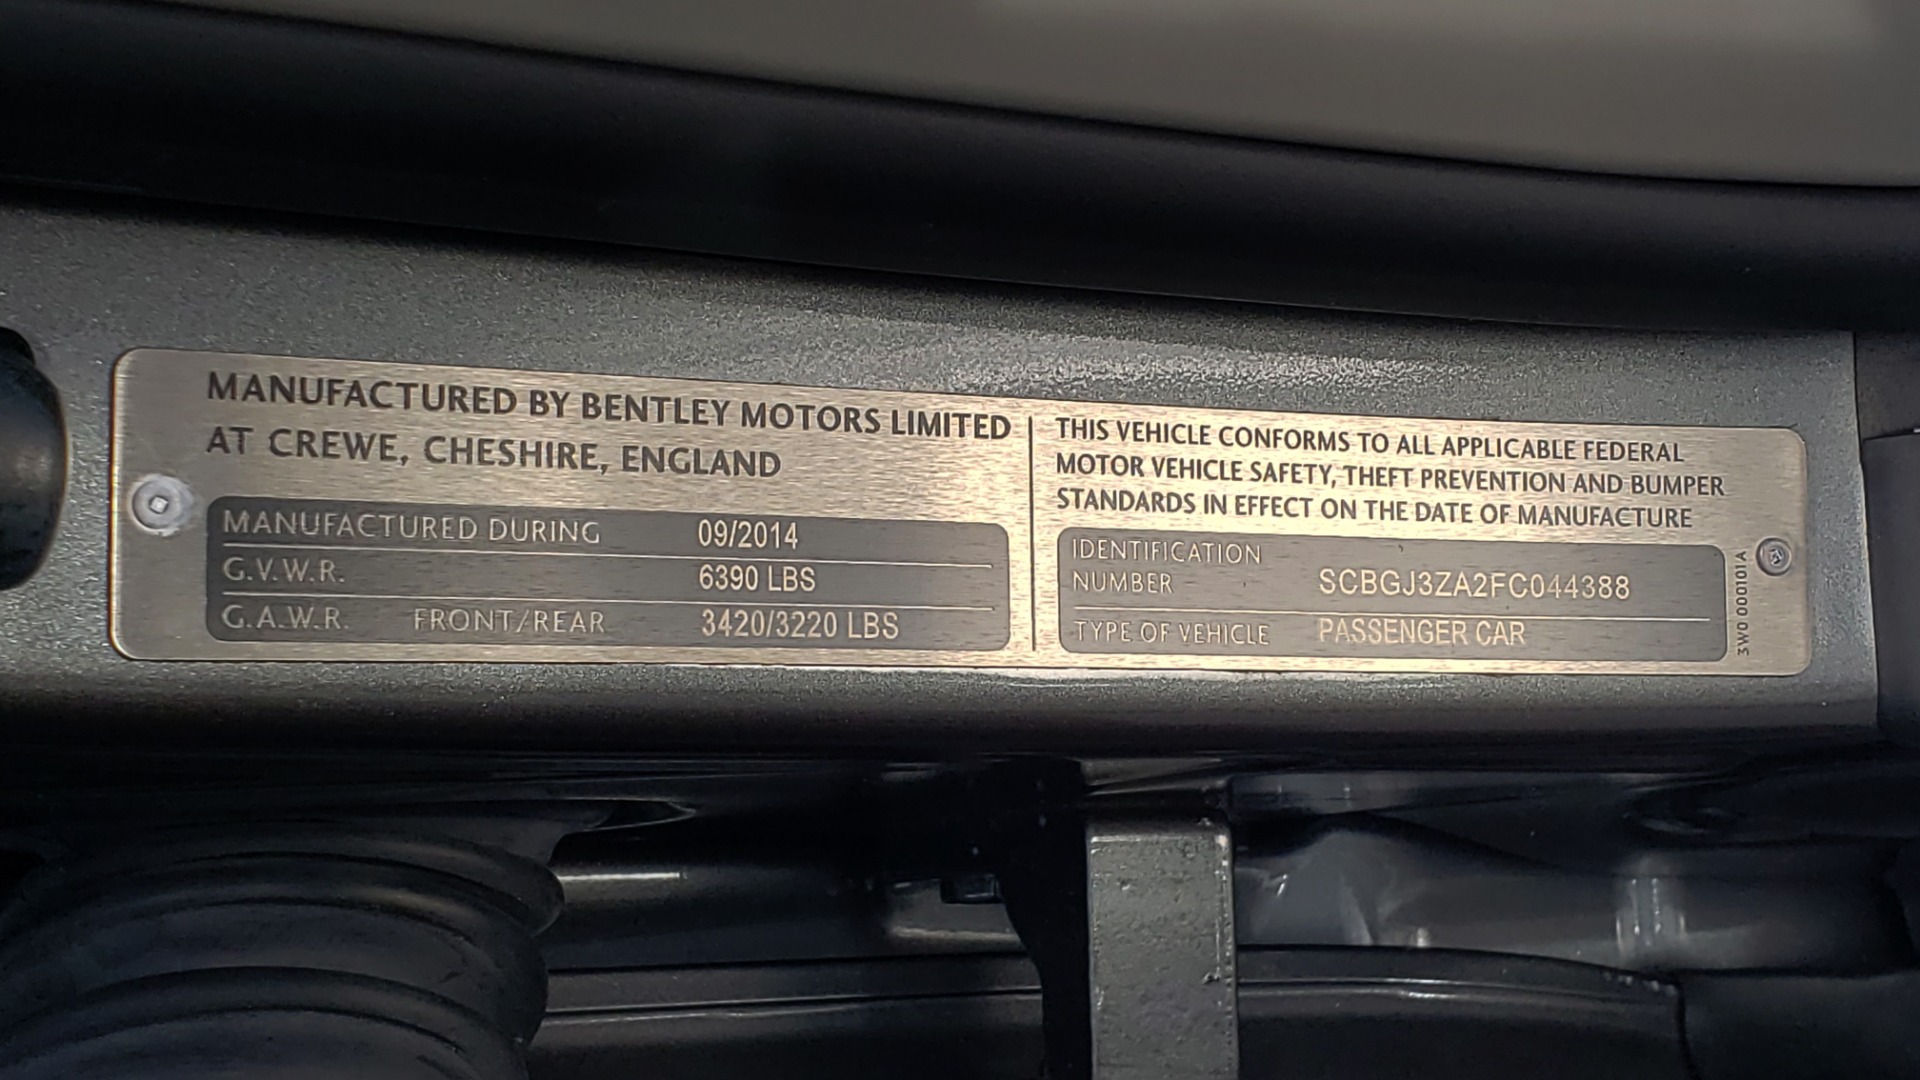 MANUFACTURED BY BENTLEY MOTORS LIMITED
AT CREWE, CHESHIRE, ENGLAND
MANUFACTURED DURING 09/2014
G.V.W.R. 6390 LBS
G.A.W.R. FRONT/REAR 3420/3220 LBS
THIS VEHICLE CONFORMS TO ALL APPLICABLE FEDERAL
MOTOR VEHICLE SAFETY, THEFT PREVENTION AND BUMPER
STANDARDS IN EFFECT ON THE DATE OF MANUFACTURE
IDENTIFICATION
NUMBER SCBGJ3ZA2FC044388
TYPE OF VEHICLE PASSENGER CAR
3W0 000101A